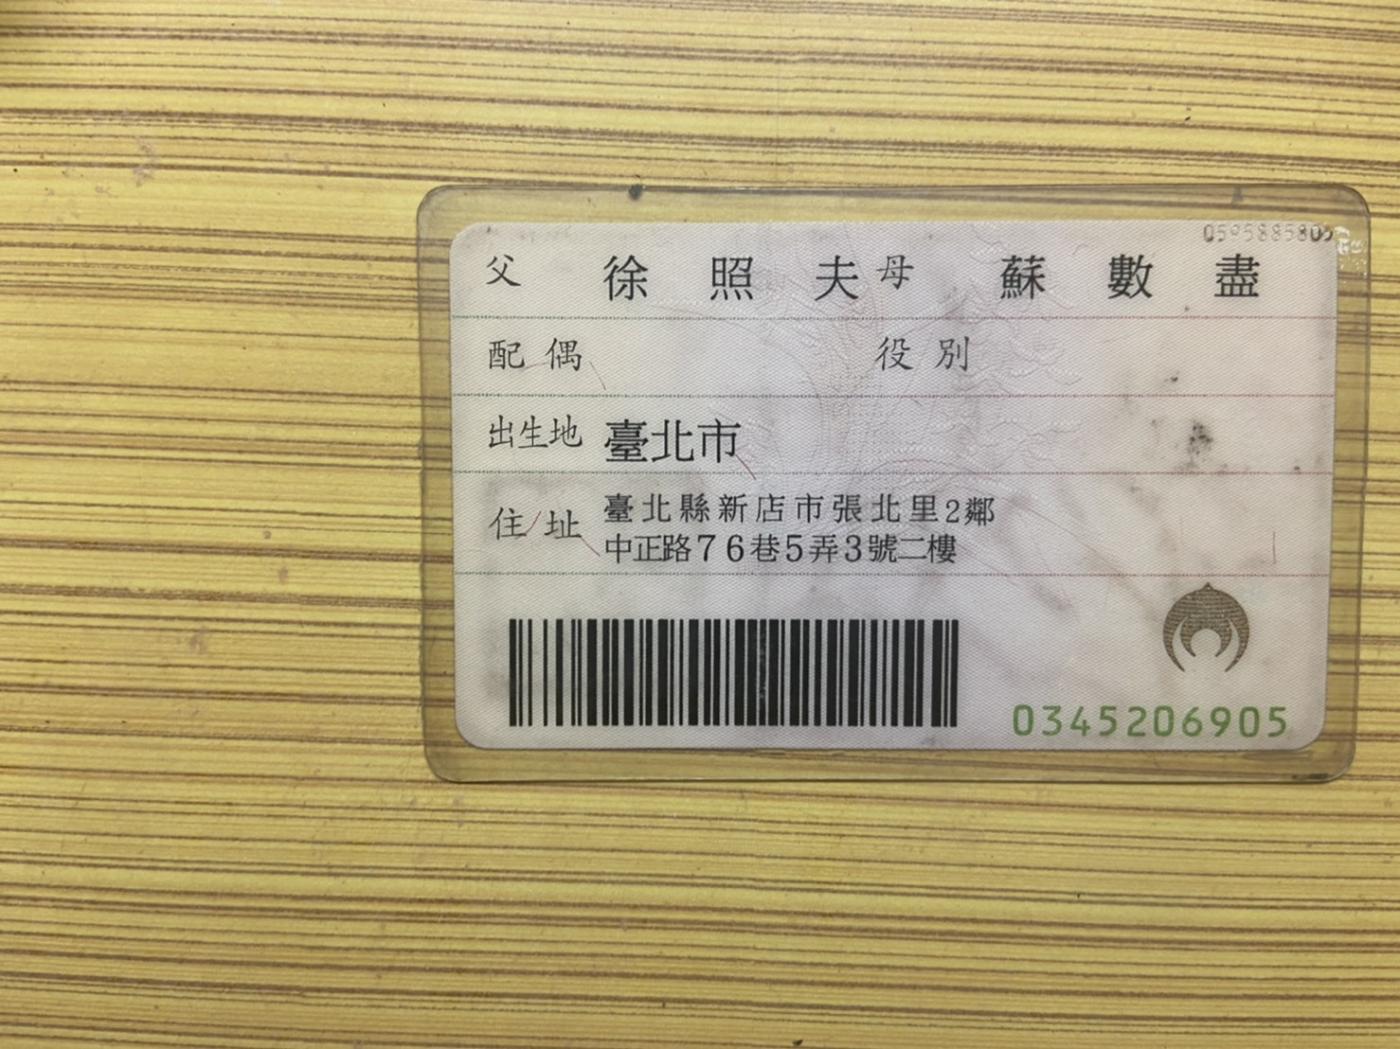 父 徐照夫 母 蘇數盡
配偶 役別
出生地 臺北市
住址 臺北縣新店市張北里2鄰
中正路76巷5弄3號二樓
0345206905